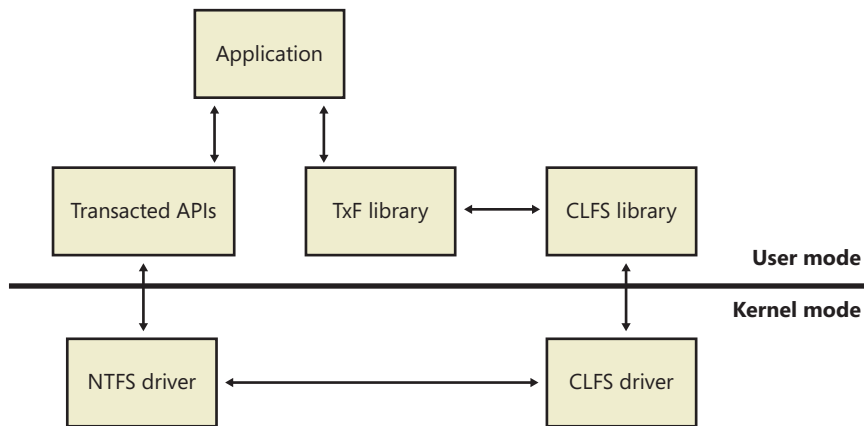 Application
Transacted APIs
TxF library
CLFS library
User mode
Kernel mode
NTFS driver
CLFS driver